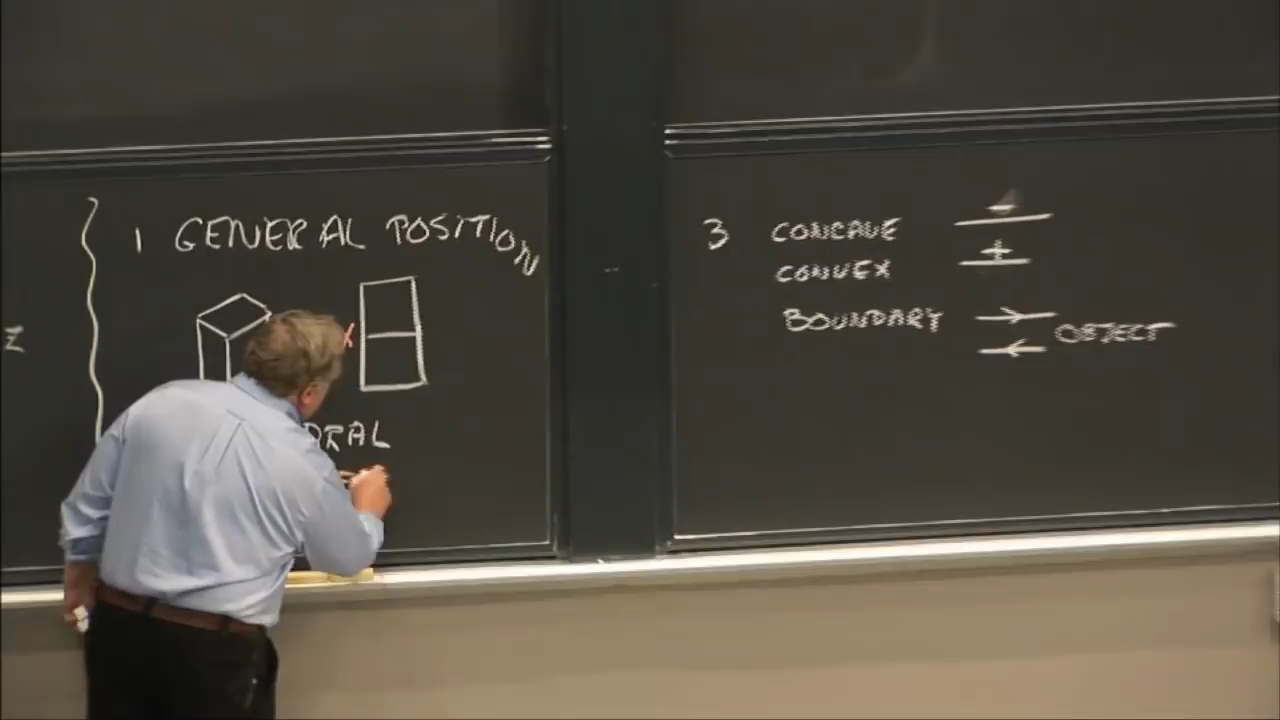 1 GENERAL POSITION
3 CONCAVE -
CONVEX +
BOUNDARY
OBJECT